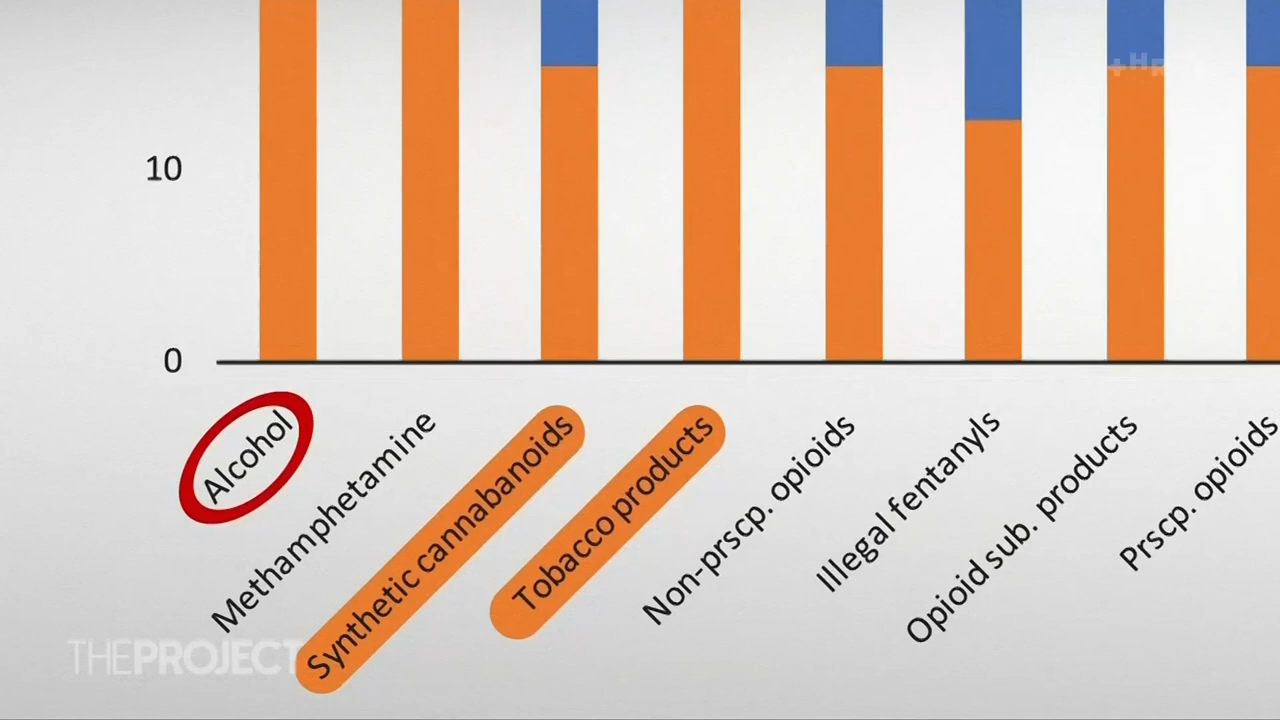 +HR
10
0
Alcohol
Methamphetamine
Synthetic cannabanoids
Tobacco products
Non-prscp. opioids
Illegal fentanyls
Opioid sub. products
Prscp. opioids
THEPROJECT